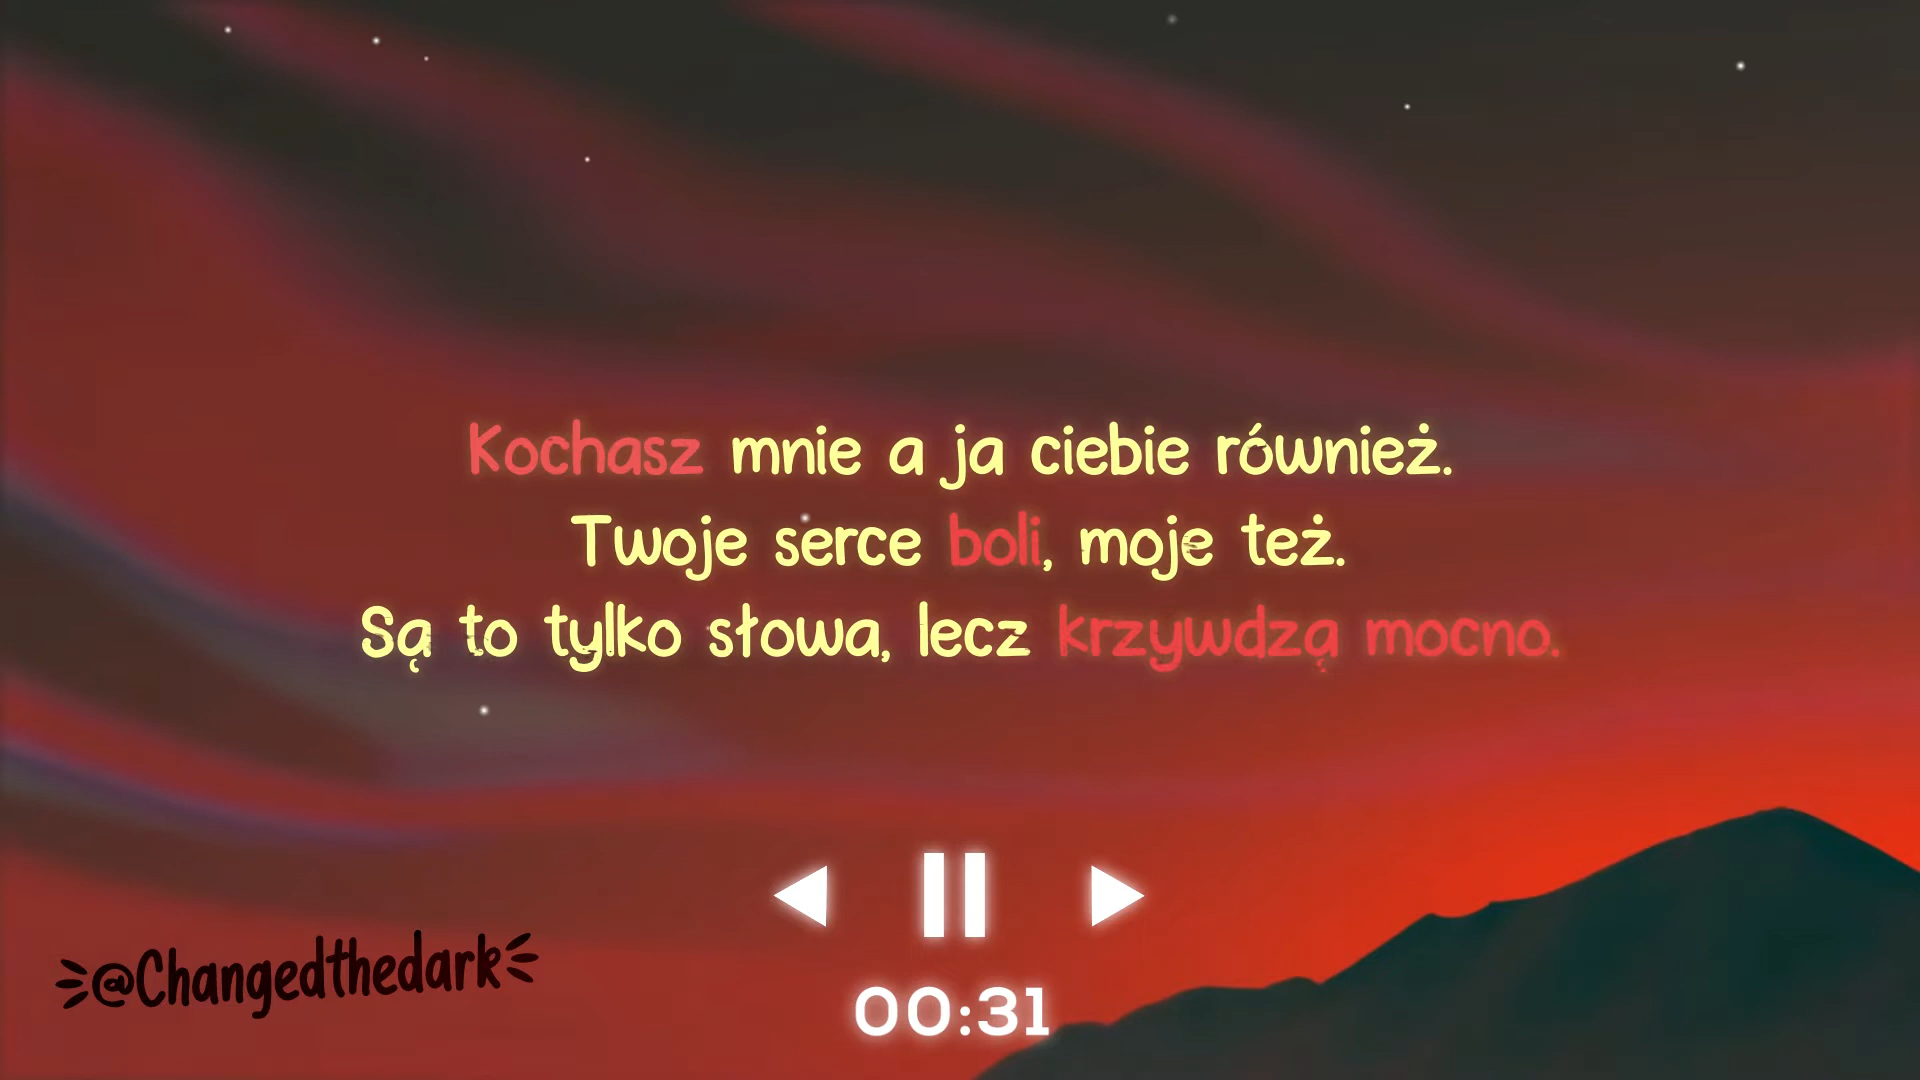 Kochasz mnie a ja ciebie również.
Twoje serce boli, moje też.
Są to tylko słowa, lecz krzywdzą mocno.
@Changedthedark
00:31